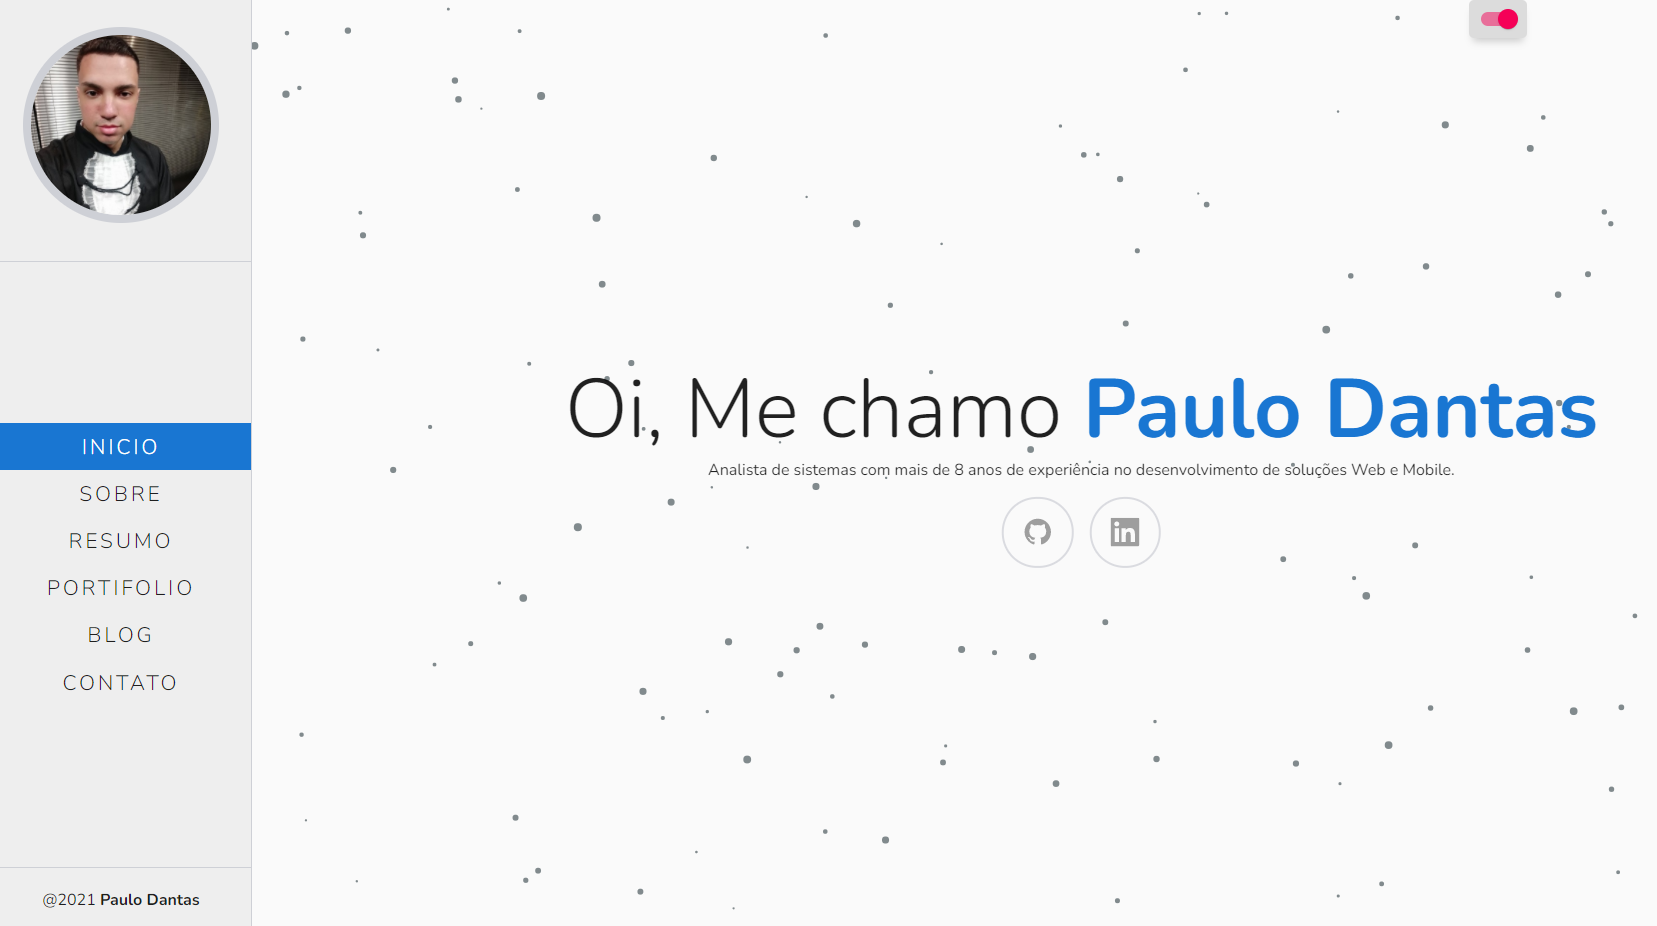 INICIO
SOBRE
RESUMO
PORTIFOLIO
BLOG
CONTATO
@2021 Paulo Dantas
Oi, Me chamo Paulo Dantas
Analista de sistemas com mais de 8 anos de experiência no desenvolvimento de soluções Web e Mobile.
in